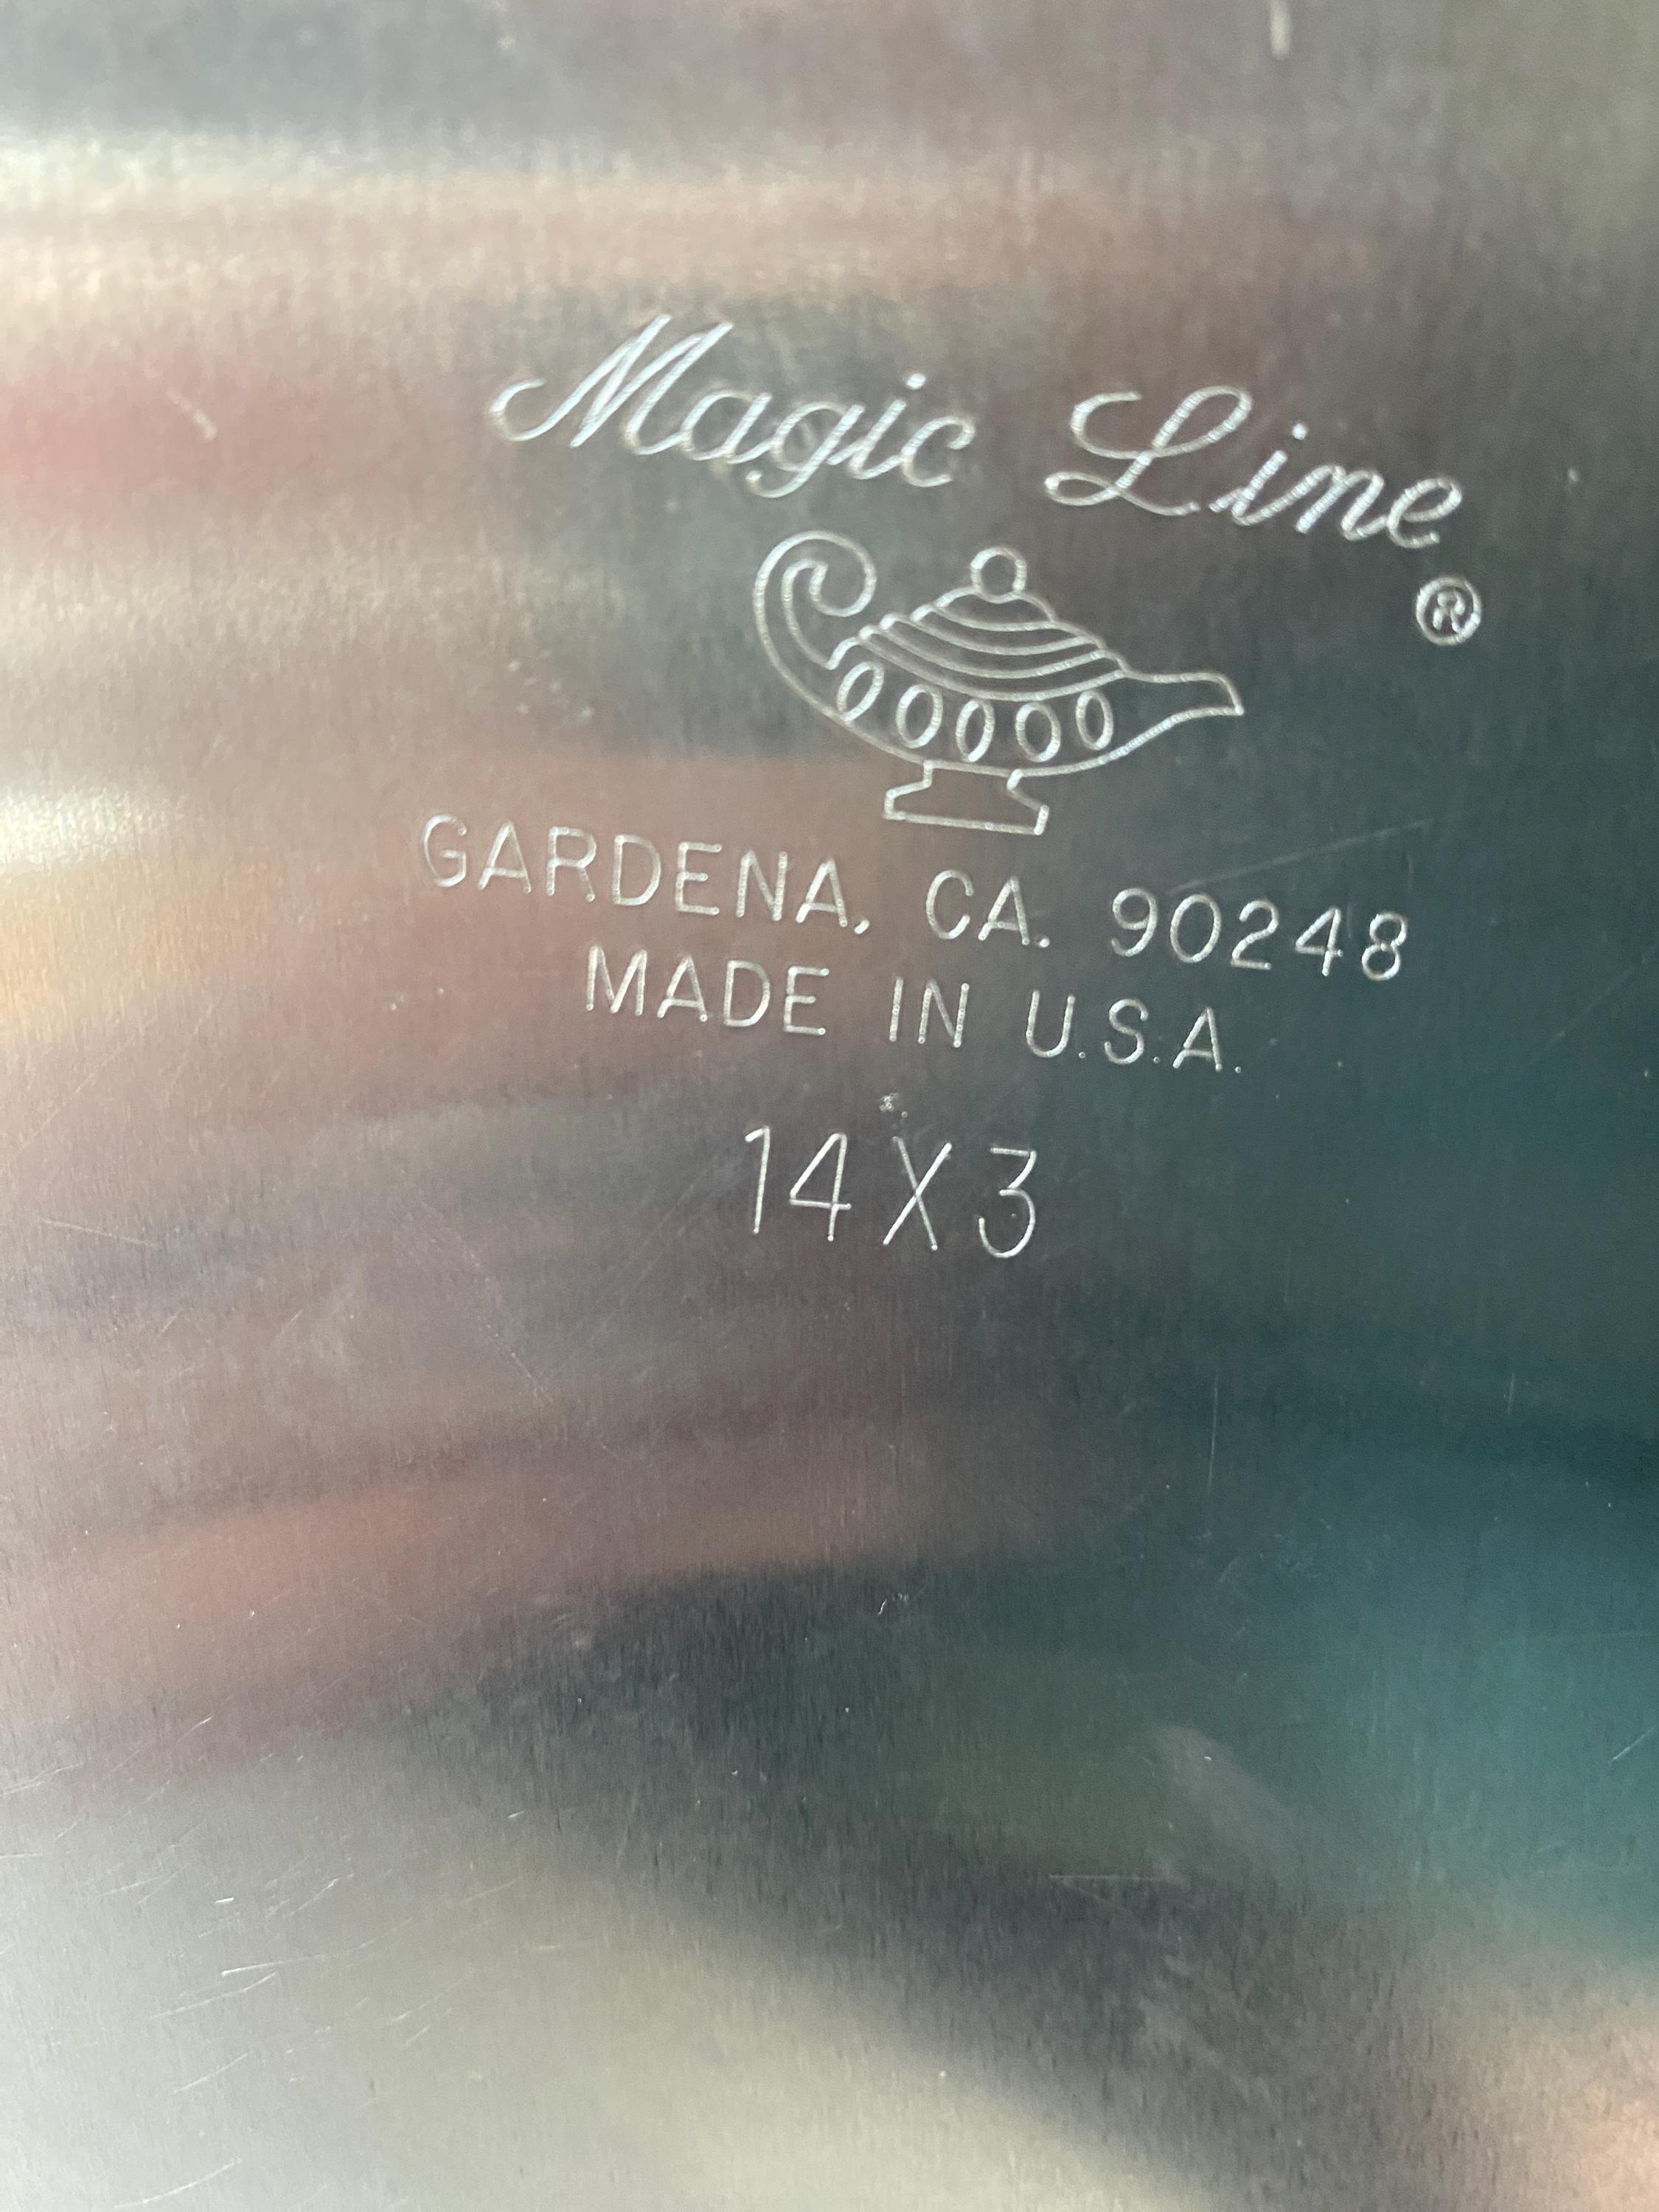 Magic Line
®
GARDENA, CA. 90248
MADE IN U.S.A.
14X3